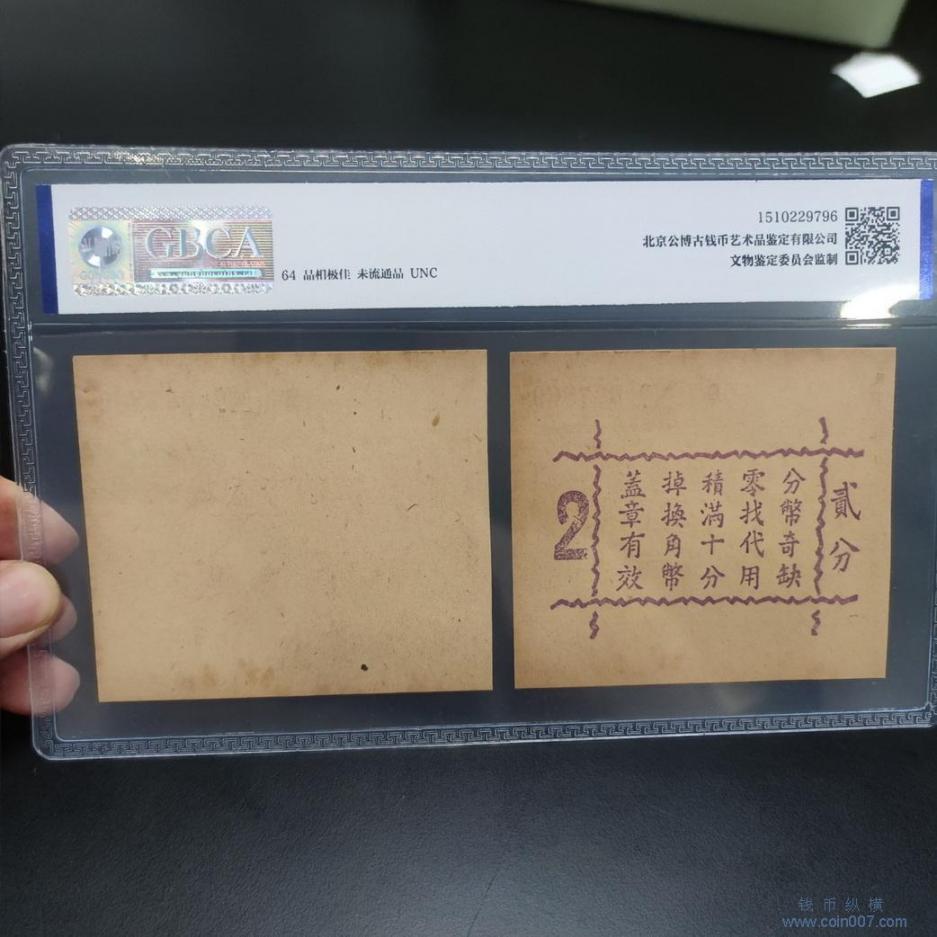 GBCA
64 品相极佳 未流通品 UNC
1510229796
北京公博古钱币艺术品鉴定有限公司
文物鉴定委员会监制
貳分
分幣奇缺
零找代用
積滿十分
掉換角幣
蓋章有效
2
钱币纵横
www.coin007.com